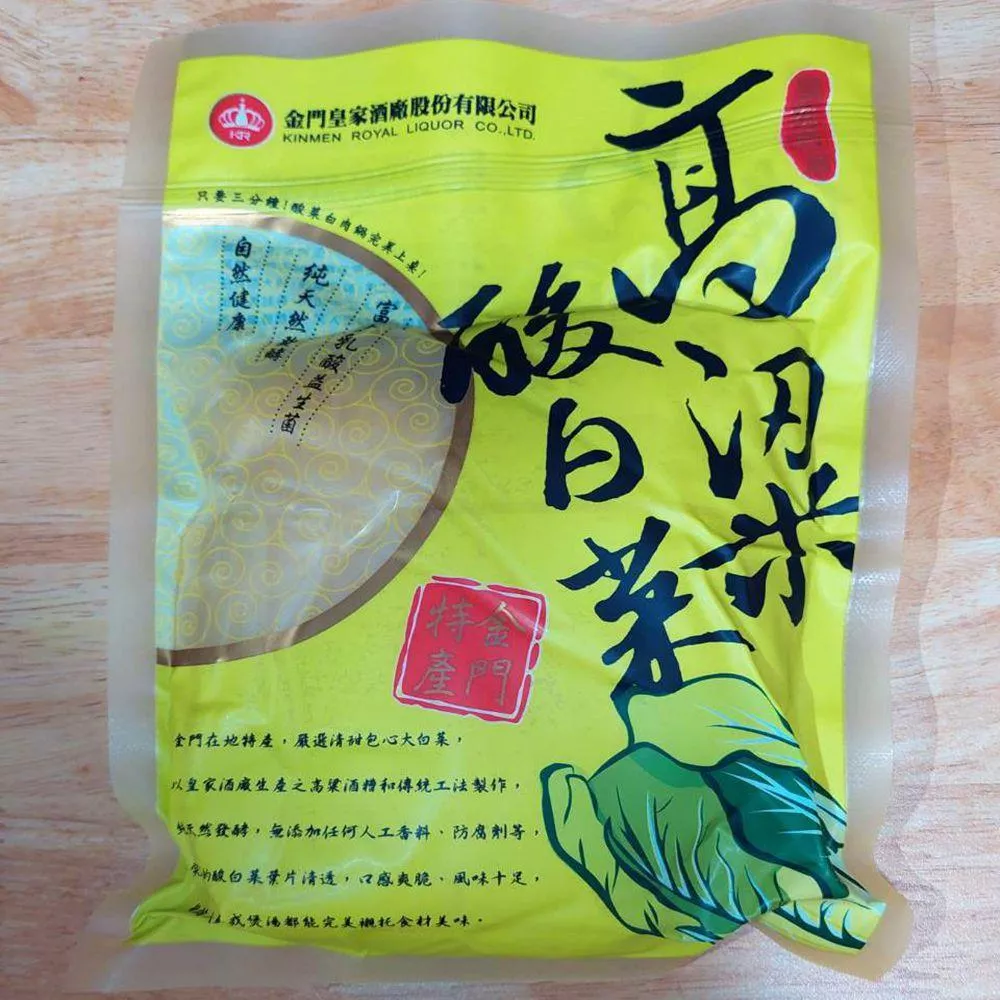 金門皇家酒廠股份有限公司
KINMEN ROYAL LIQUOR CO.,LTD.
只要三分鐘!酸菜白肉鍋完美上桌!
富
乳酸益生菌
純天然發酵
自然健康
高粱
酸白菜
金門
特產
金門在地特產，嚴選清甜包心大白菜，
以皇家酒廠生產之高粱酒糟和傳統工法製作，
天然發酵，無添加任何人工香料、防腐劑等，
的酸白菜葉片清透，口感爽脆、風味十足，
或煲湯都能完美襯托食材美味。